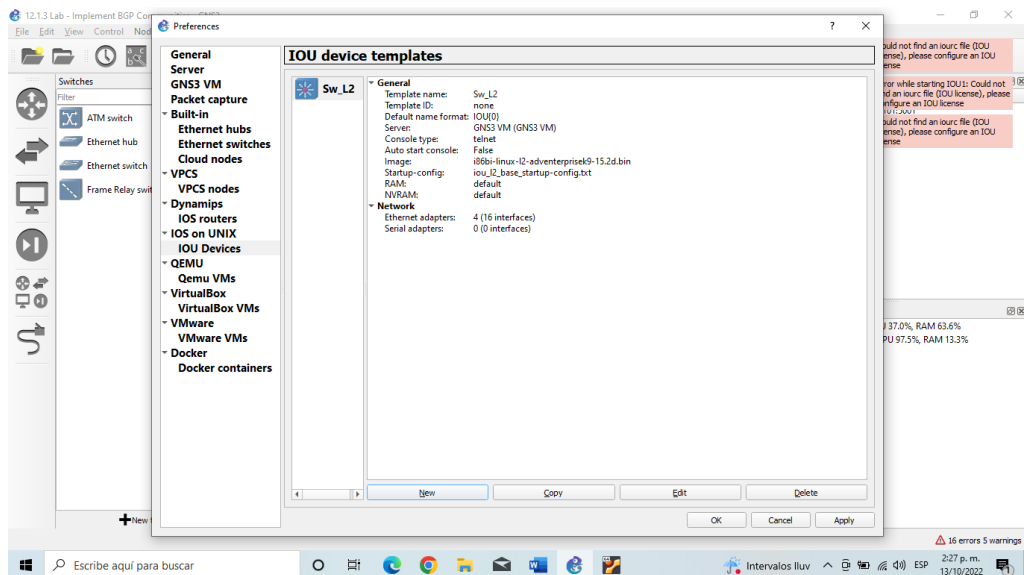 12.1.3 Lab - Implement BGP Com
File Edit View Control Nod
Preferences
?
Switches
Filter
ATM switch
Ethernet hub
Ethernet switch
Frame Relay swit
New
General
Server
GNS3 VM
Packet capture
Built-in
Ethernet hubs
Ethernet switches
Cloud nodes
VPCS
VPCS nodes
Dynamips
IOS routers
IOS on UNIX
IOU Devices
QEMU
Qemu VMs
VirtualBox
VirtualBox VMs
VMware
VMware VMs
Docker
Docker containers
IOU device templates
Sw_L2
General
Template name: Sw_L2
Template ID: none
Default name format: IOU{0}
Server: GNS3 VM (GNS3 VM)
Console type: telnet
Auto start console: False
Image: i86bi-linux-l2-adventerprisek9-15.2d.bin
Startup-config: iou_l2_base_startup-config.txt
RAM: default
NVRAM: default
Network
Ethernet adapters: 4 (16 interfaces)
Serial adapters: 0 (0 interfaces)
New Copy Edit Delete
OK Cancel Apply
ould not find an iourc file (IOU
ense), please configure an IOU
ense
ror while starting IOU1: Could not
nd an iourc file (IOU license), please
nfigure an IOU license
ould not find an iourc file (IOU
ense), please configure an IOU
ense
J 37.0%, RAM 63.6%
PU 97.5%, RAM 13.3%
16 errors 5 warnings
Escribe aquí para buscar
Intervalos lluv
ESP
2:27 p. m.
13/10/2022